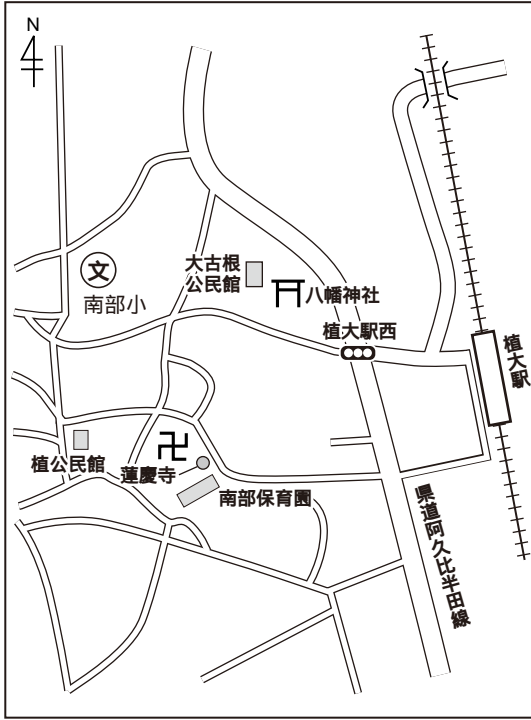 N
大古根
公民館
文
南部小
八幡神社
植大駅西
植大駅
植公民館
蓮慶寺
南部保育園
県道阿久比半田線